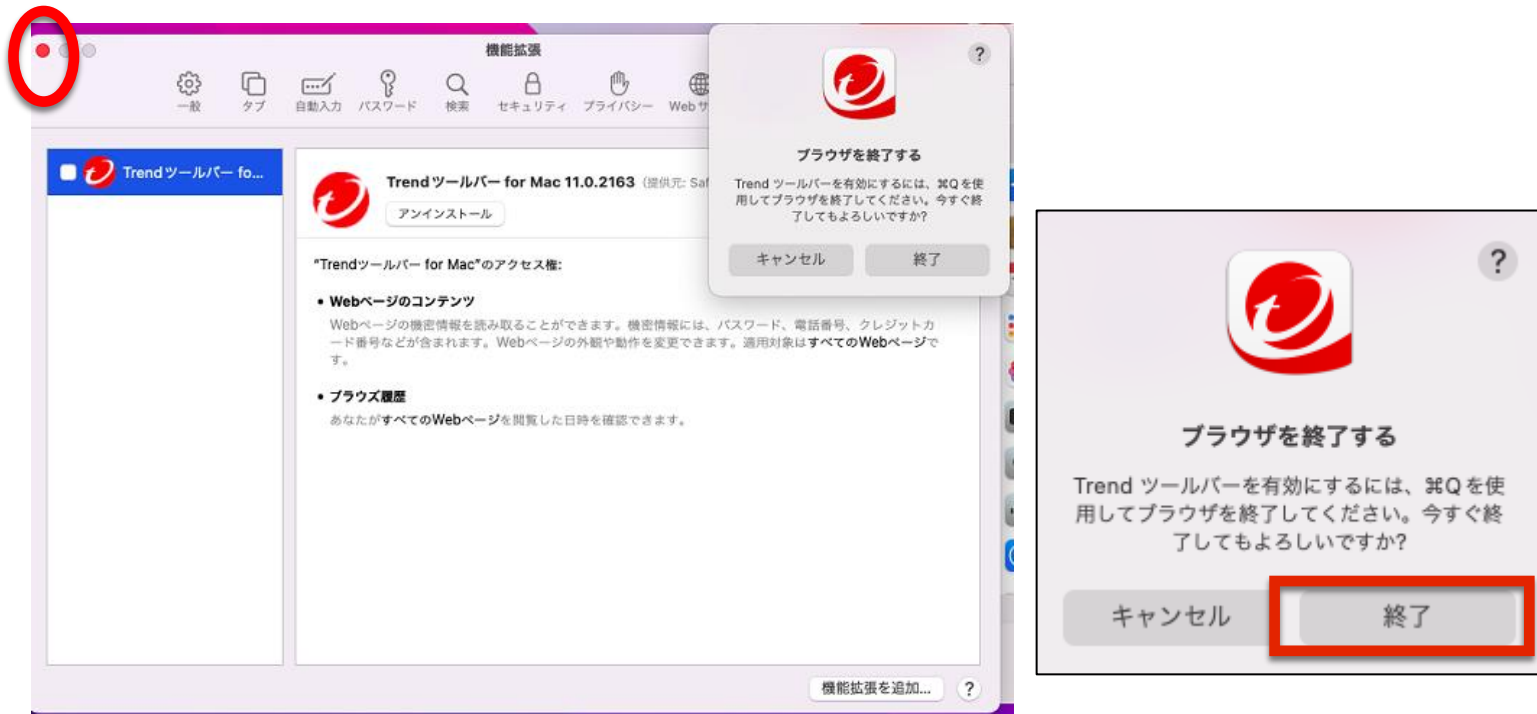 機能拡張
一般
タブ
自動入力
パスワード
検索
セキュリティ
プライバシー
Web サ
Trend ツールバー fo...
Trend ツールバー for Mac 11.0.2163 (提供元: Saf
アンインストール
"Trendツールバー for Mac"のアクセス権:
• Webページのコンテンツ
Webページの機密情報を読み取ることができます。機密情報には、パスワード、電話番号、クレジットカ
ード番号などが含まれます。Webページの外観や動作を変更できます。適用対象はすべてのWebページで
す。
• ブラウズ履歴
あなたがすべてのWebページを閲覧した日時を確認できます。
機能拡張を追加...
?
?
ブラウザを終了する
Trend ツールバーを有効にするには、⌘Q を使
用してブラウザを終了してください。今すぐ終
了してもよろしいですか?
キャンセル
終了
?
ブラウザを終了する
Trend ツールバーを有効にするには、⌘Q を使
用してブラウザを終了してください。今すぐ終
了してもよろしいですか?
キャンセル
終了